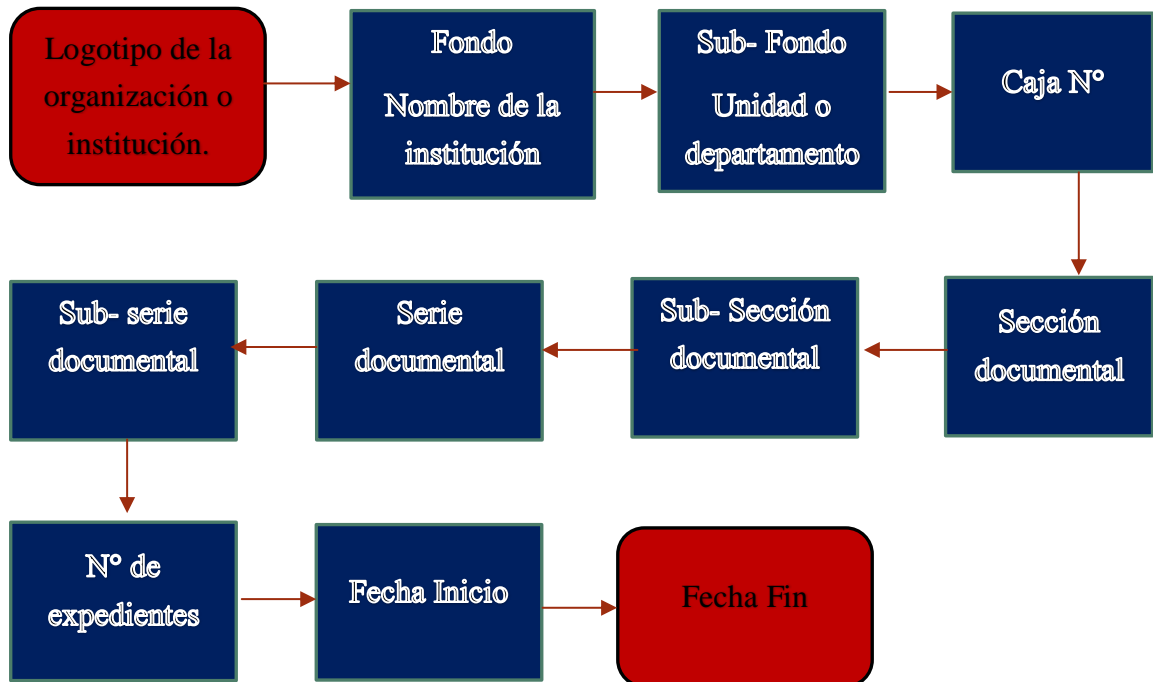 Logotipo de la
organización o
institución.
Fondo
Nombre de la
institución
Sub- Fondo
Unidad o
departamento
Caja N°
Sección
documental
Sub- Sección
documental
Serie
documental
Sub- serie
documental
N° de
expedientes
Fecha Inicio
Fecha Fin